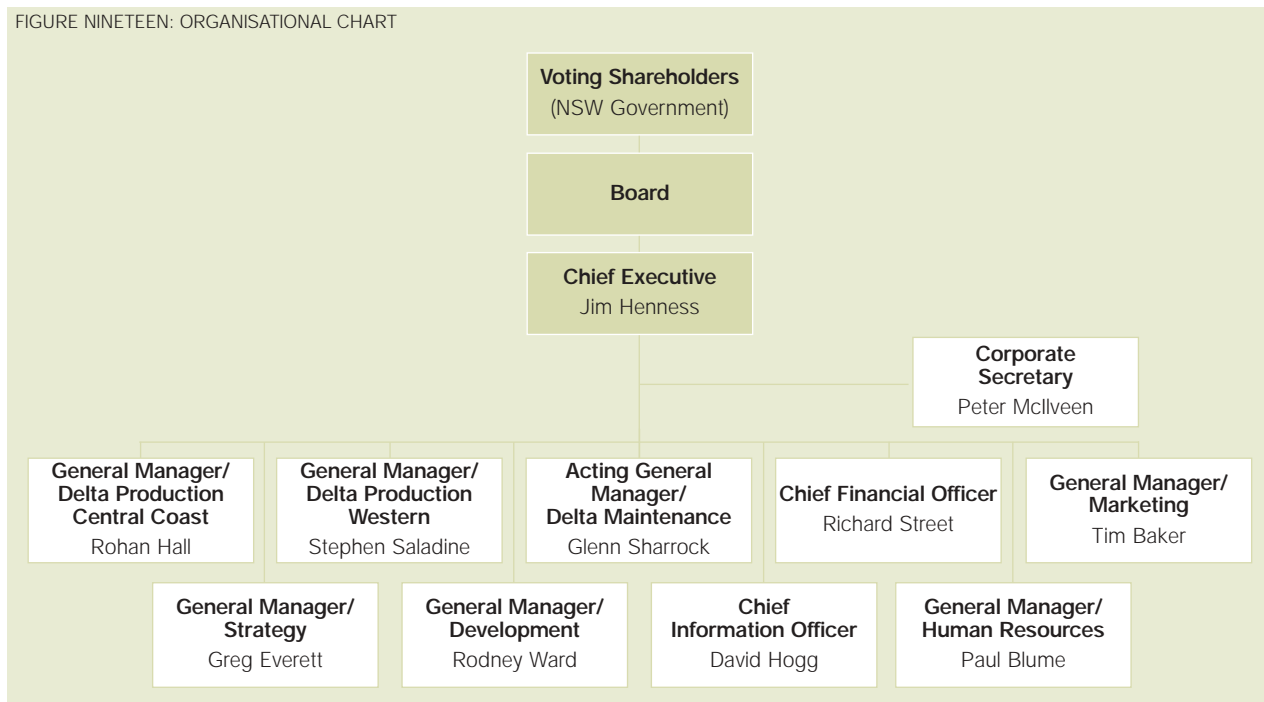 FIGURE NINETEEN: ORGANISATIONAL CHART
Voting Shareholders
(NSW Government)
Board
Chief Executive
Jim Henness
Corporate
Secretary
Peter McIlveen
General Manager/
Delta Production
Central Coast
Rohan Hall
General Manager/
Delta Production
Western
Stephen Saladine
Acting General
Manager/
Delta Maintenance
Glenn Sharrock
Chief Financial Officer
Richard Street
General Manager/
Marketing
Tim Baker
General Manager/
Strategy
Greg Everett
General Manager/
Development
Rodney Ward
Chief
Information Officer
David Hogg
General Manager/
Human Resources
Paul Blume